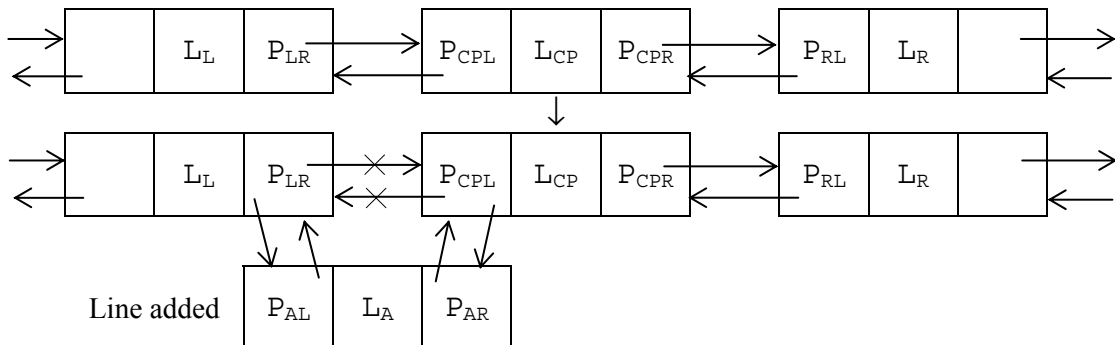 L_L P_LR P_CPL L_CP P_CPR P_RL L_R
L_L P_LR P_CPL L_CP P_CPR P_RL L_R
Line added P_AL L_A P_AR